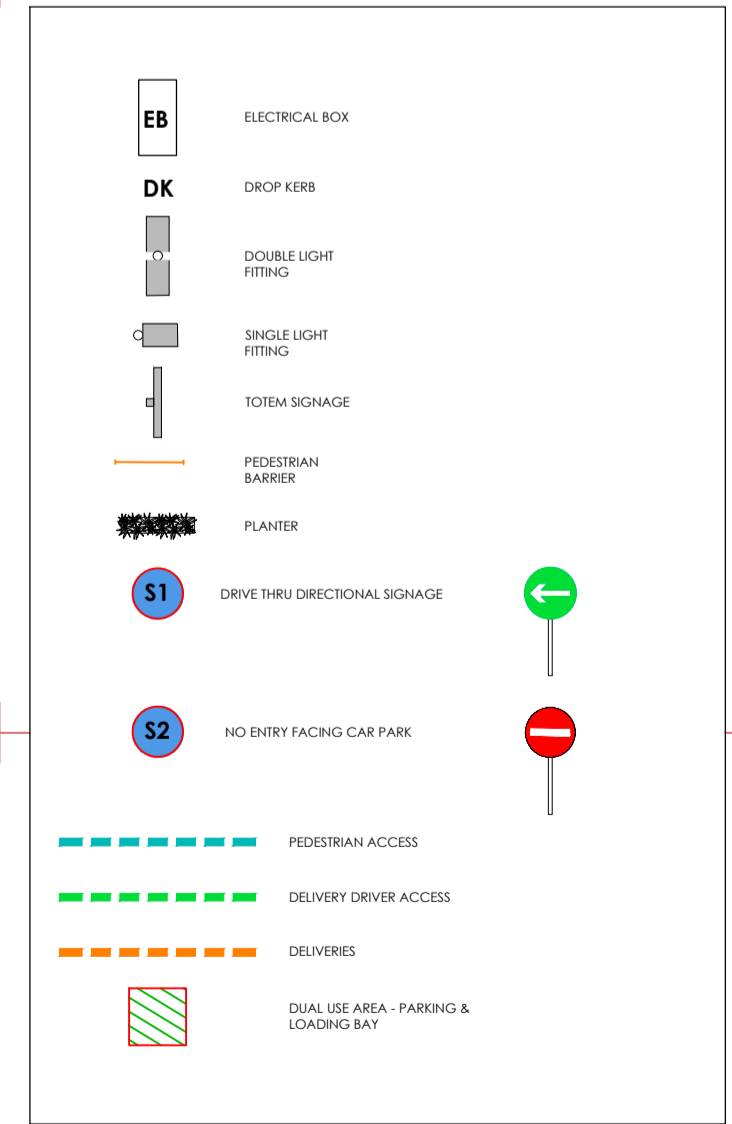 EB
ELECTRICAL BOX
DK
DROP KERB
DOUBLE LIGHT
FITTING
SINGLE LIGHT
FITTING
TOTEM SIGNAGE
PEDESTRIAN
BARRIER
PLANTER
S1
DRIVE THRU DIRECTIONAL SIGNAGE
S2
NO ENTRY FACING CAR PARK
PEDESTRIAN ACCESS
DELIVERY DRIVER ACCESS
DELIVERIES
DUAL USE AREA - PARKING &
LOADING BAY